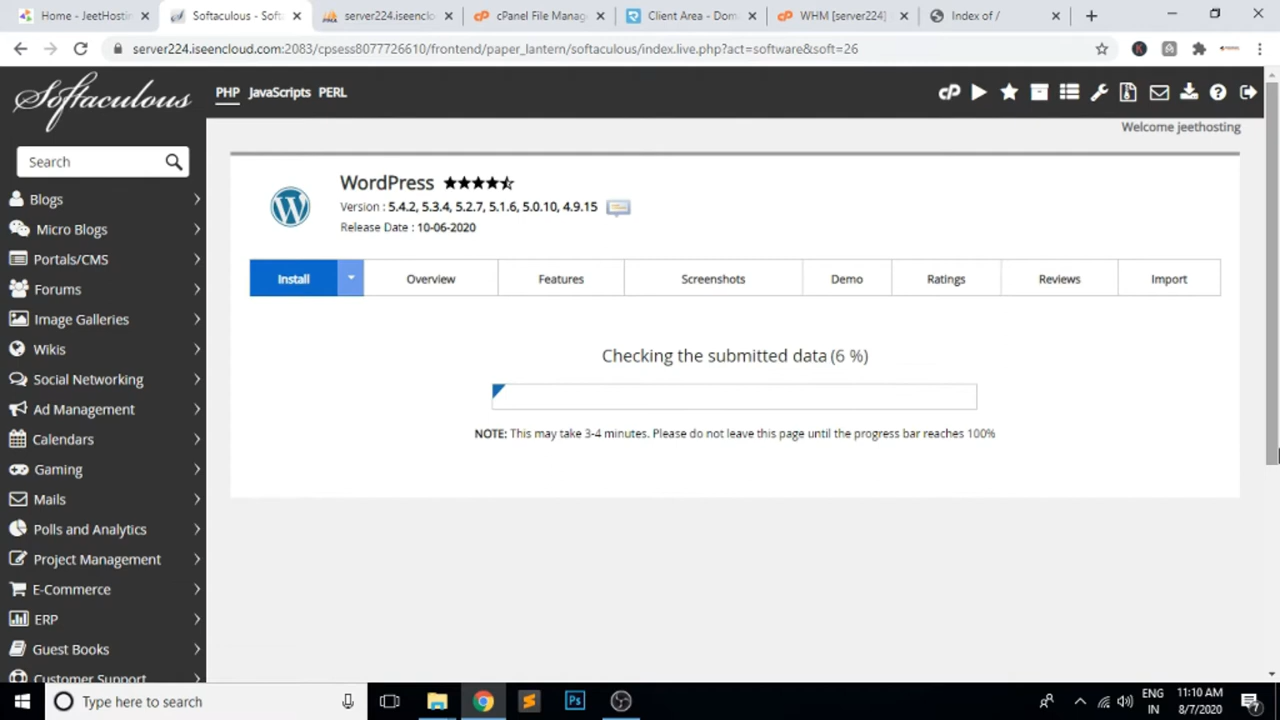 Home - JeetHostin
Softaculous - Soft
server224.iseenclo
cPanel File Manag
Client Area - Dom
WHM [server224]
Index of /
server224.iseencloud.com:2083/cpsess8077726610/frontend/paper_lantern/softaculous/index.live.php?act=software&soft=26
Softaculous
PHP JavaScripts PERL
Welcome jeethosting
Search
Blogs
Micro Blogs
Portals/CMS
Forums
Image Galleries
Wikis
Social Networking
Ad Management
Calendars
Gaming
Mails
Polls and Analytics
Project Management
E-Commerce
ERP
Guest Books
Customer Support
WordPress
Version : 5.4.2, 5.3.4, 5.2.7, 5.1.6, 5.0.10, 4.9.15
Release Date : 10-06-2020
Install
Overview
Features
Screenshots
Demo
Ratings
Reviews
Import
Checking the submitted data (6 %)
NOTE: This may take 3-4 minutes. Please do not leave this page until the progress bar reaches 100%
Type here to search
ENG
IN
11:10 AM
8/7/2020